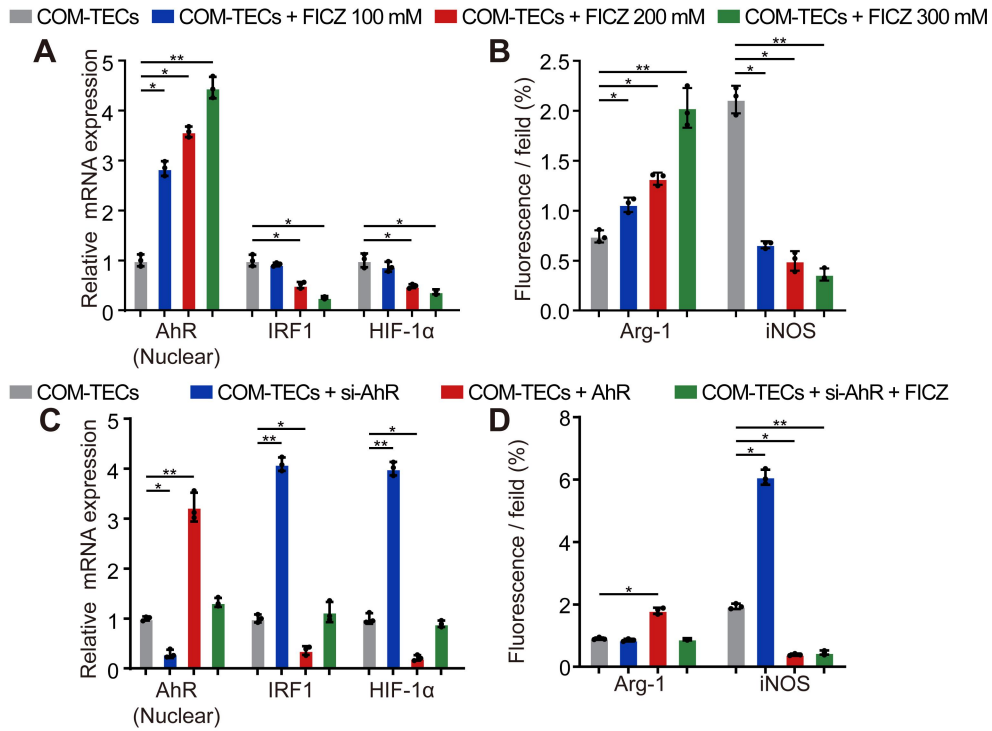 COM-TECs COM-TECs + FICZ 100 mM COM-TECs + FICZ 200 mM COM-TECs + FICZ 300 mM
A
Relative mRNA expression
5
4
3
2
1
0
** * *
* *
* *
AhR (Nuclear)
IRF1
HIF-1α
B
Fluorescence / feild (%)
2.5
2.0
1.5
1.0
0.5
0.0
** * *
** * *
Arg-1
iNOS
COM-TECs COM-TECs + si-AhR COM-TECs + AhR COM-TECs + si-AhR + FICZ
C
Relative mRNA expression
5
4
3
2
1
0
** *
* **
* **
AhR (Nuclear)
IRF1
HIF-1α
D
Fluorescence / feild (%)
8
6
4
2
0
*
** * *
Arg-1
iNOS